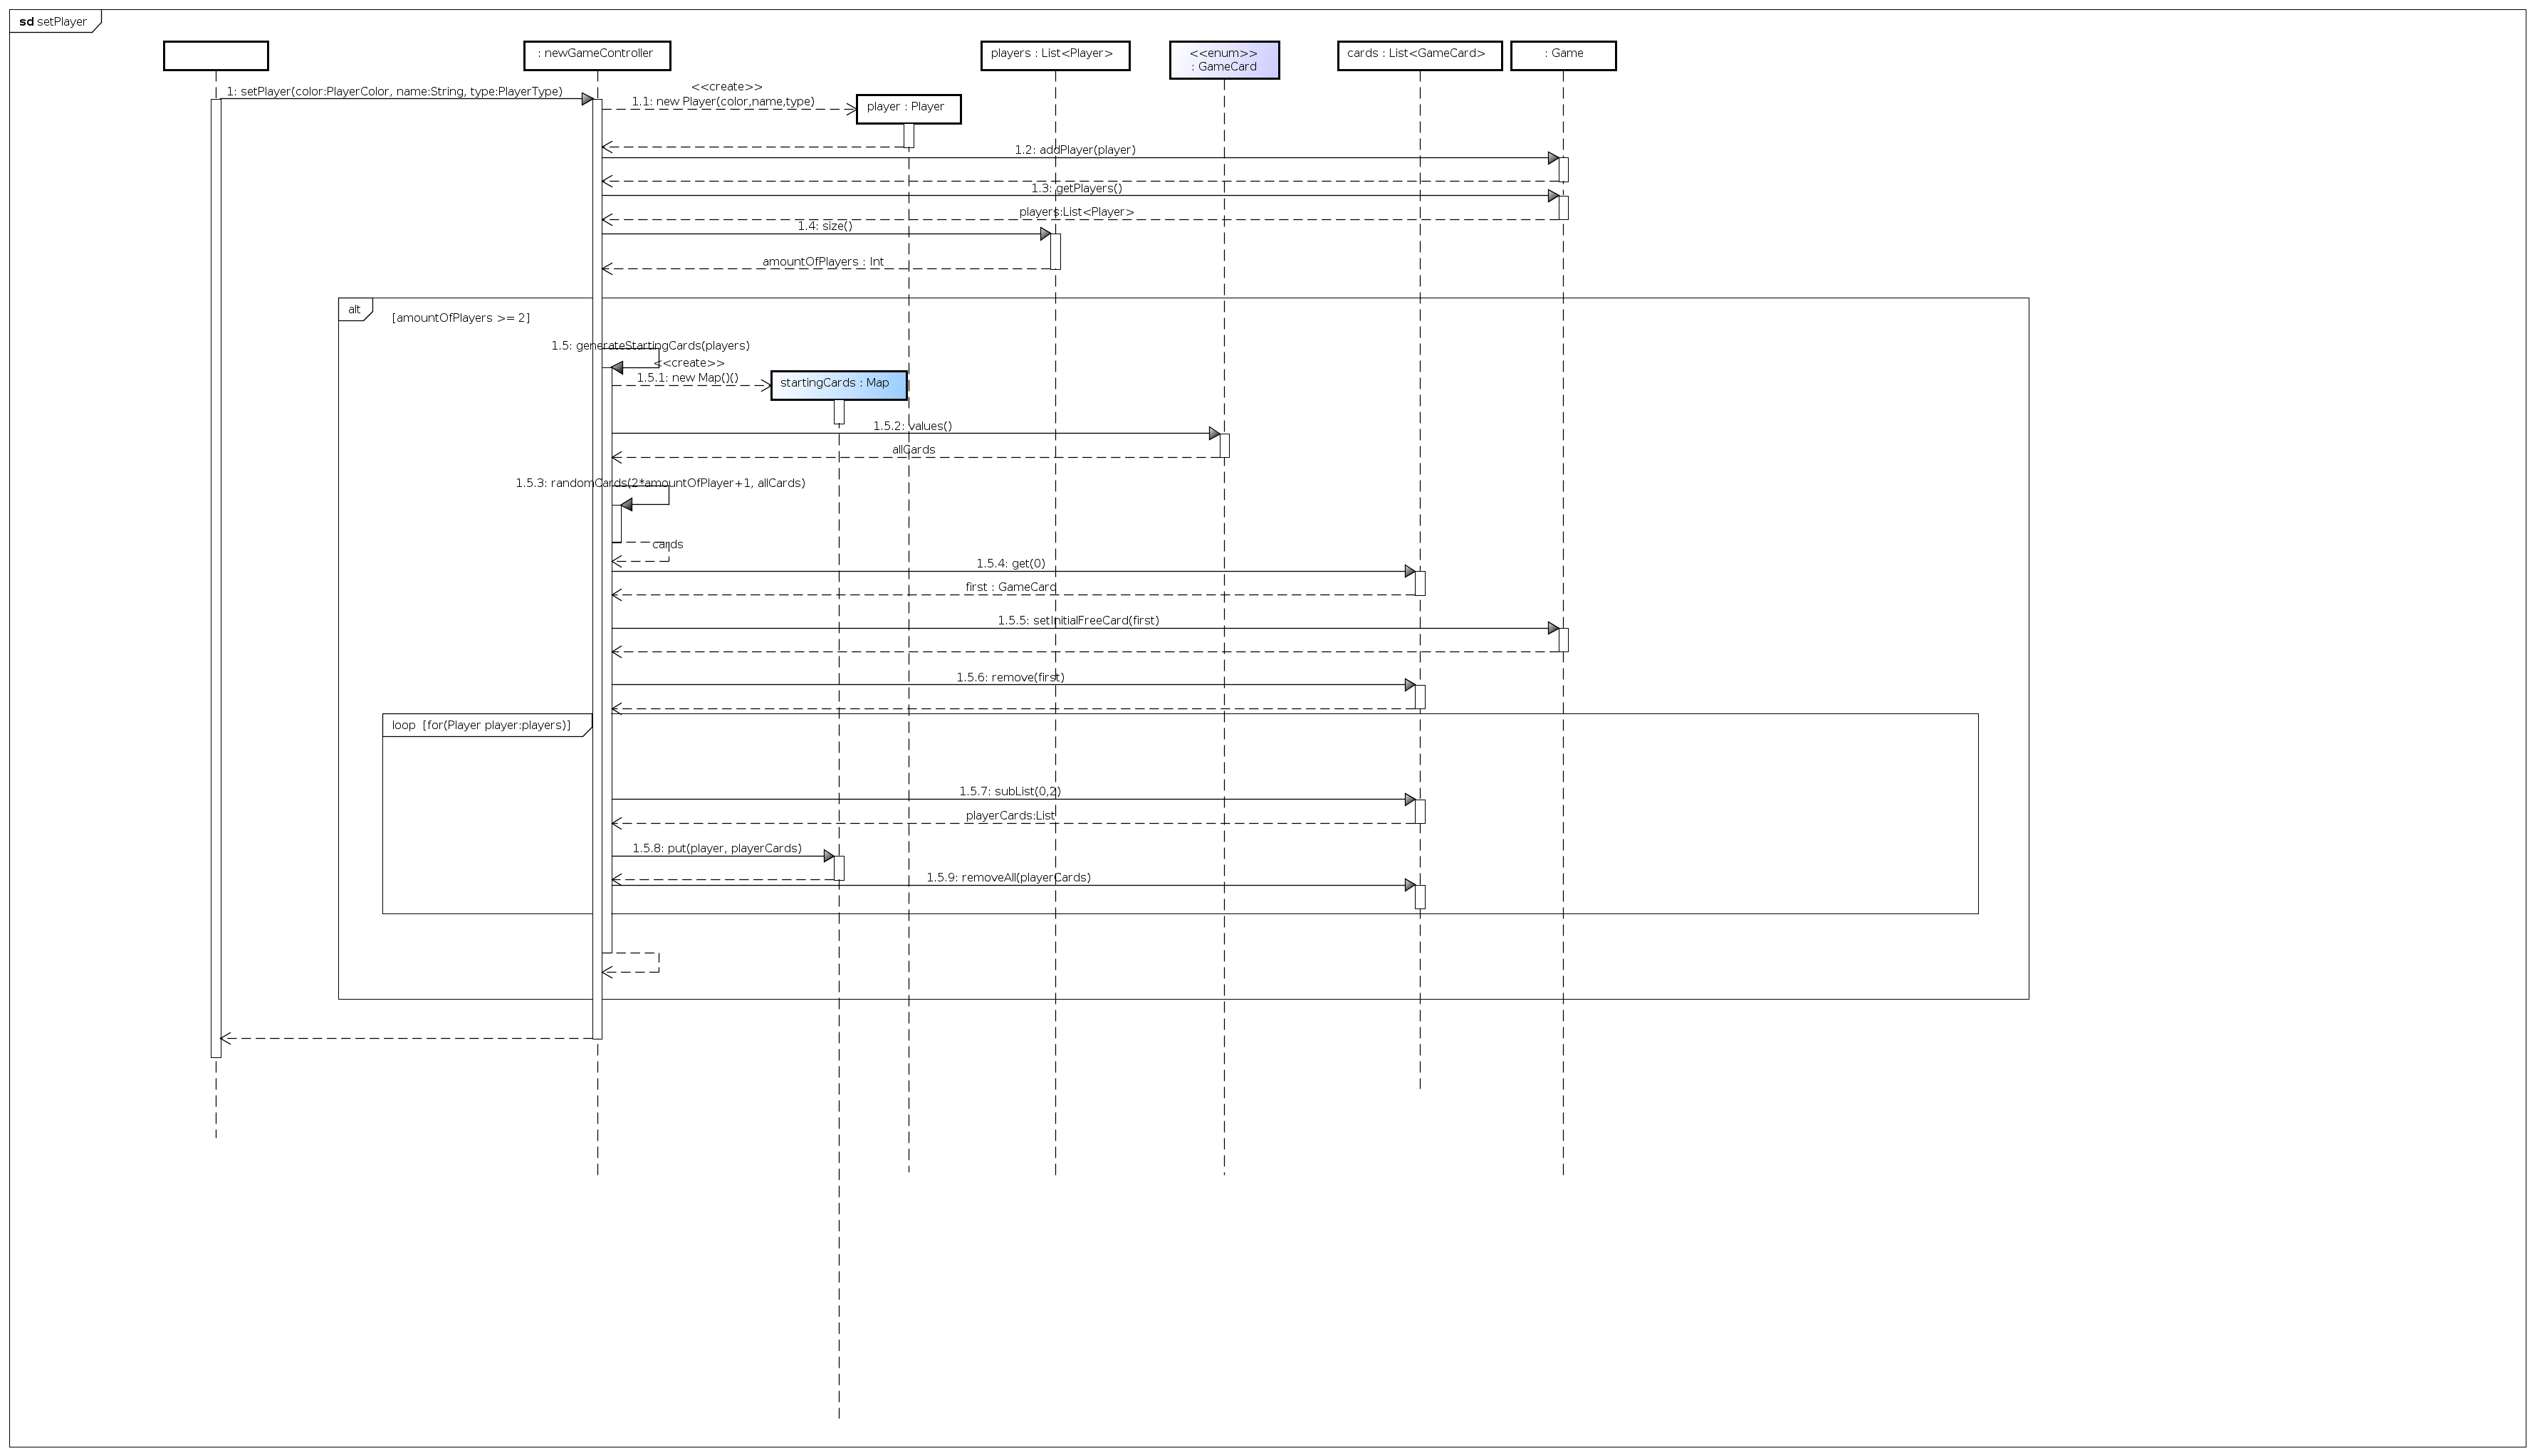 sd setPlayer
: newGameController
players : List<Player>
<<enum>>
: GameCard
cards : List<GameCard>
: Game
1: setPlayer(color:PlayerColor, name:String, type:PlayerType)
<<create>>
1.1: new Player(color,name,type)
player : Player
1.2: addPlayer(player)
1.3: getPlayers()
players:List<Player>
1.4: size()
amountOfPlayers : Int
alt
[amountOfPlayers >= 2]
1.5: generateStartingCards(players)
<<create>>
1.5.1: new Map()()
startingCards : Map
1.5.2: values()
allCards
1.5.3: randomCards(2*amountOfPlayer+1, allCards)
cards
1.5.4: get(0)
first : GameCard
1.5.5: setInitialFreeCard(first)
1.5.6: remove(first)
loop [for(Player player:players)]
1.5.7: subList(0,2)
playerCards:List
1.5.8: put(player, playerCards)
1.5.9: removeAll(playerCards)